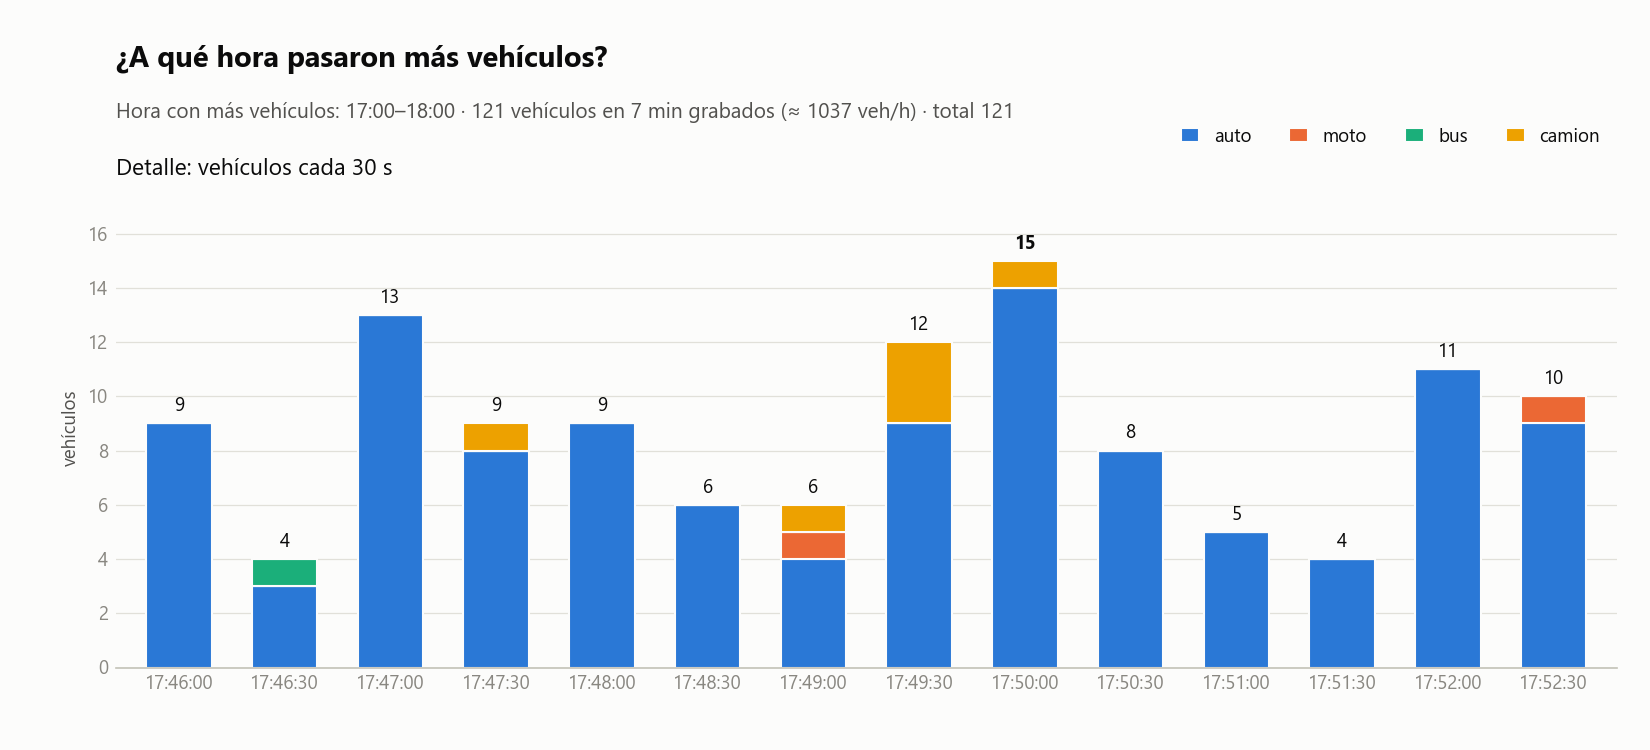 ¿A qué hora pasaron más vehículos?
Hora con más vehículos: 17:00–18:00 · 121 vehículos en 7 min grabados (≈ 1037 veh/h) · total 121
auto moto bus camion
Detalle: vehículos cada 30 s
vehículos
16
14
12
10
8
6
4
2
0
9 4 13 9 9 6 6 12 15 8 5 4 11 10
17:46:00 17:46:30 17:47:00 17:47:30 17:48:00 17:48:30 17:49:00 17:49:30 17:50:00 17:50:30 17:51:00 17:51:30 17:52:00 17:52:30